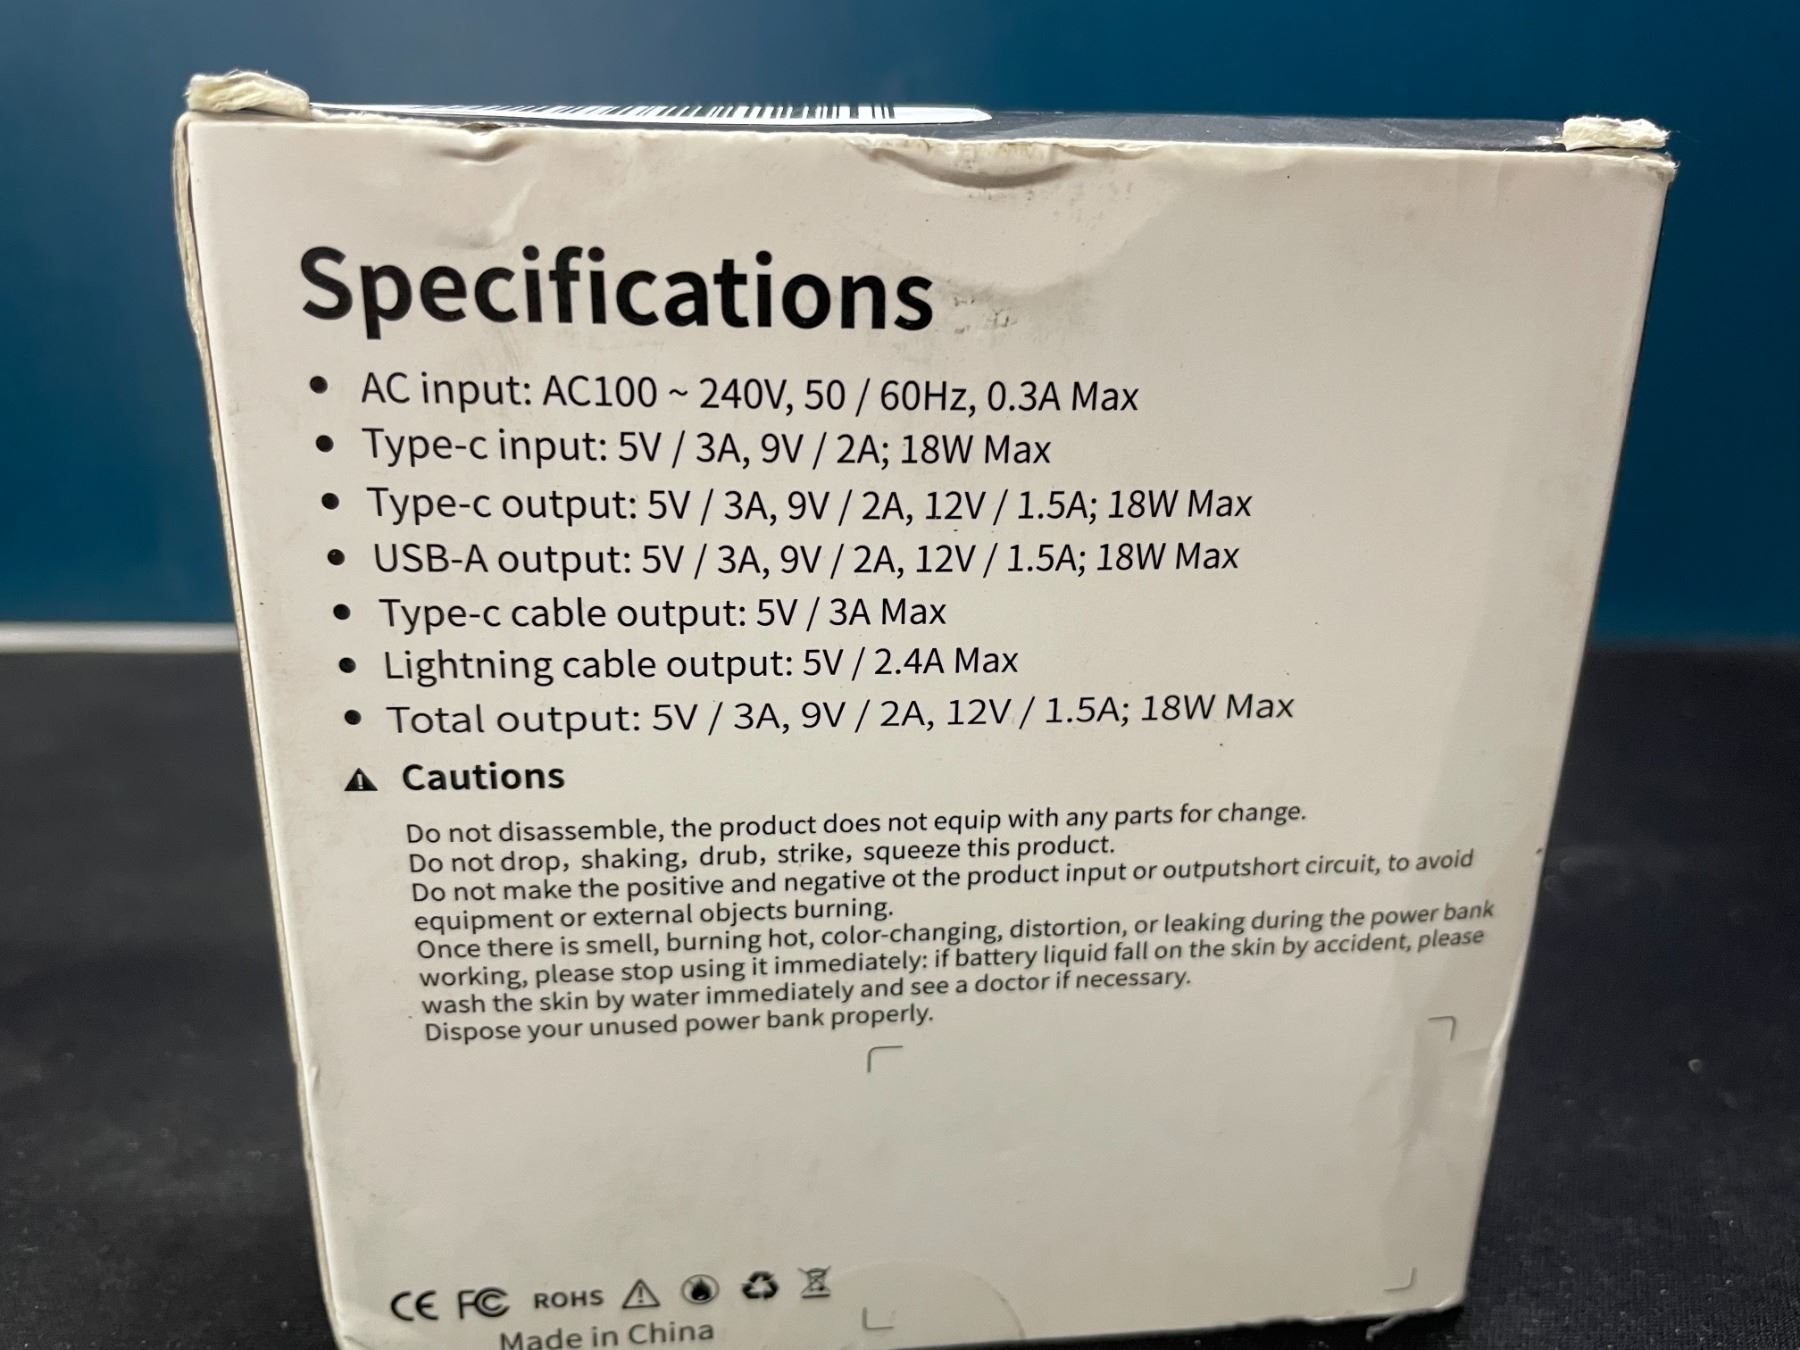 Specifications
• AC input: AC100 ~ 240V, 50 / 60Hz, 0.3A Max
• Type-c input: 5V / 3A, 9V / 2A; 18W Max
• Type-c output: 5V / 3A, 9V / 2A, 12V / 1.5A; 18W Max
• USB-A output: 5V / 3A, 9V / 2A, 12V / 1.5A; 18W Max
• Type-c cable output: 5V / 3A Max
• Lightning cable output: 5V / 2.4A Max
• Total output: 5V / 3A, 9V / 2A, 12V / 1.5A; 18W Max
Cautions
Do not disassemble, the product does not equip with any parts for change.
Do not drop, shaking, drub, strike, squeeze this product.
Do not make the positive and negative ot the product input or outputshort circuit, to avoid
equipment or external objects burning.
Once there is smell, burning hot, color-changing, distortion, or leaking during the power bank
working, please stop using it immediately: if battery liquid fall on the skin by accident, please
wash the skin by water immediately and see a doctor if necessary.
Dispose your unused power bank properly.
CE FC ROHS
Made in China